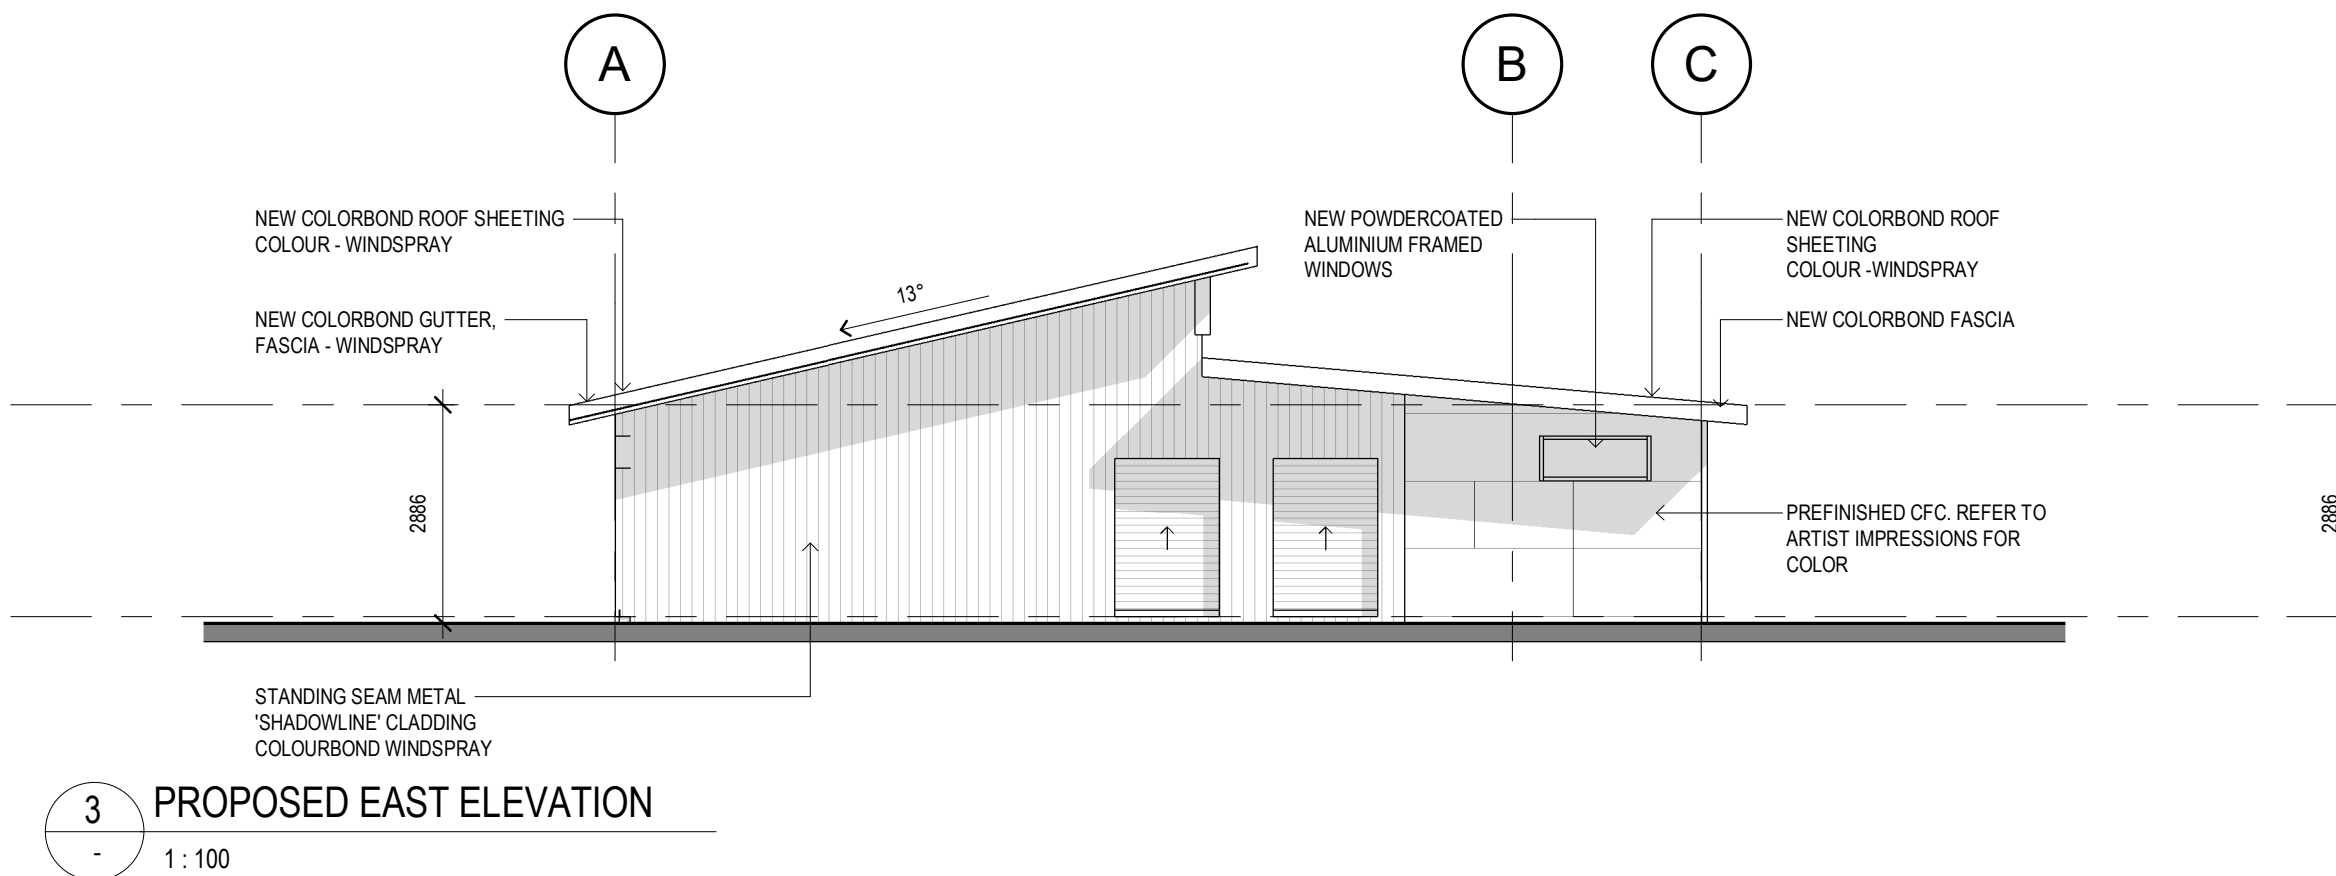 A
B
C
NEW COLORBOND ROOF SHEETING
COLOUR - WINDSPRAY
NEW COLORBOND GUTTER,
FASCIA - WINDSPRAY
13°
NEW POWDERCOATED
ALUMINIUM FRAMED
WINDOWS
NEW COLORBOND ROOF
SHEETING
COLOUR -WINDSPRAY
NEW COLORBOND FASCIA
2886
2886
PREFINISHED CFC. REFER TO
ARTIST IMPRESSIONS FOR
COLOR
STANDING SEAM METAL
'SHADOWLINE' CLADDING
COLOURBOND WINDSPRAY
3
-
PROPOSED EAST ELEVATION
1 : 100